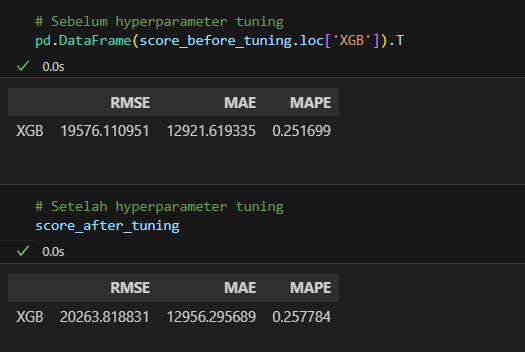 # Sebelum hyperparameter tuning
pd.DataFrame(score_before_tuning.loc['XGB']).T
0.0s
RMSE MAE MAPE
XGB 19576.110951 12921.619335 0.251699
# Setelah hyperparameter tuning
score_after_tuning
0.0s
RMSE MAE MAPE
XGB 20263.818831 12956.295689 0.257784